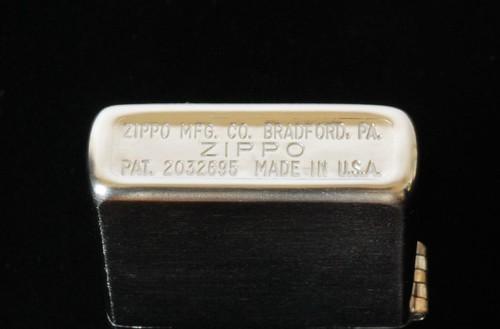 ZIPPO MFG. CO. BRADFORD, PA.
ZIPPO
PAT. 2032695 MADE IN U.S.A.